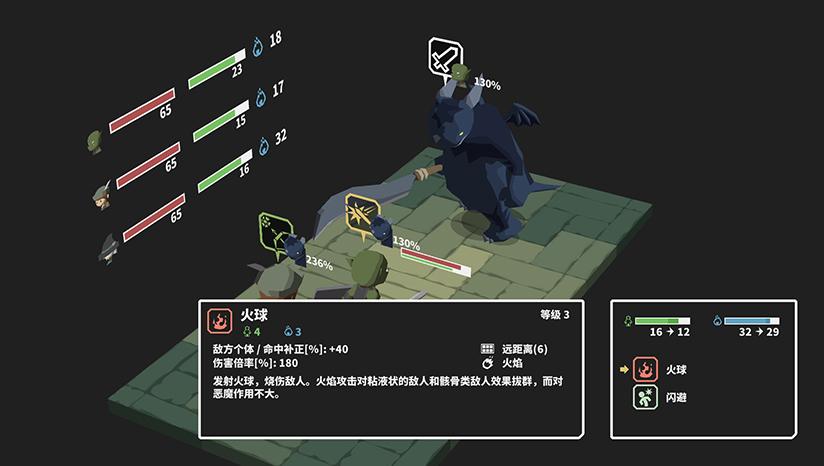 18
23
17
65
15
32
65
16
65
130%
130%
236%
火球
等级 3
4 3
敌方个体 / 命中补正[%]: +40
远距离(6)
伤害倍率[%]: 180
火焰
发射火球，烧伤敌人。火焰攻击对粘液状的敌人和骸骨类敌人效果拔群，而对
恶魔作用不大。
16 → 12 32 → 29
火球
闪避